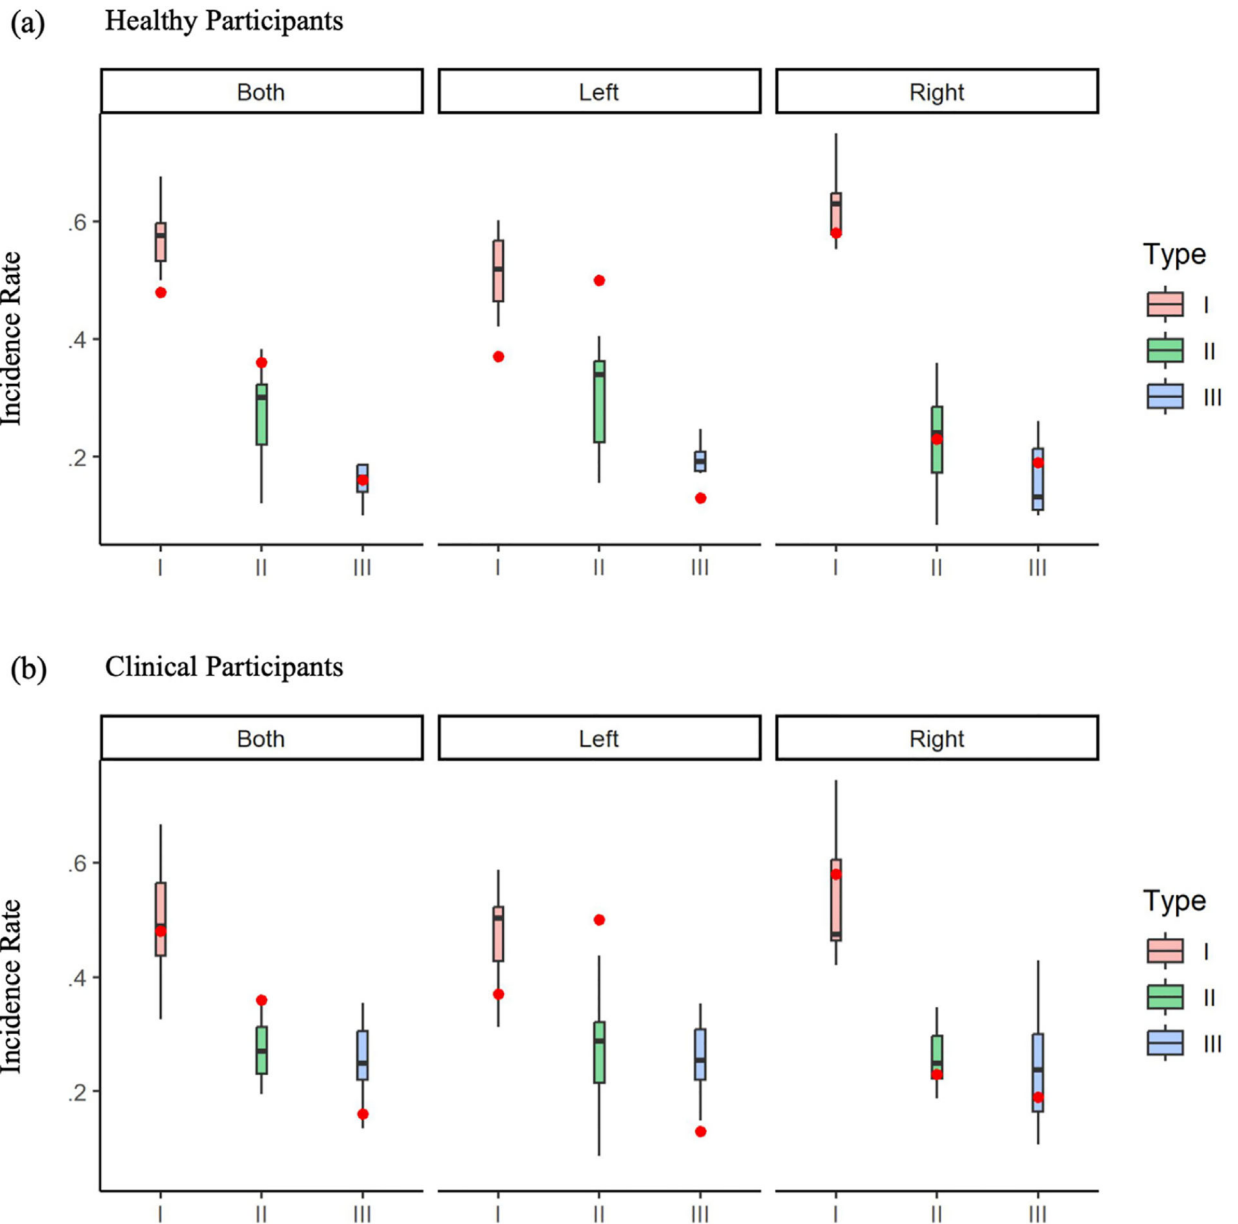 (a) Healthy Participants
Both Left Right
.6
.4
.2
Incidence Rate
I II III I II III I II III
Type
I
II
III
(b) Clinical Participants
Both Left Right
.6
.4
.2
Incidence Rate
I II III I II III I II III
Type
I
II
III